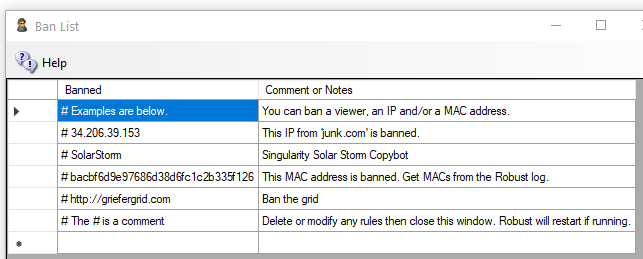 Ban List
Help
Banned Comment or Notes
# Examples are below. You can ban a viewer, an IP and/or a MAC address.
# 34.206.39.153 This IP from 'junk.com' is banned.
# SolarStorm Singularity Solar Storm Copybot
# bacbf6d9e97686d38d6fc1c2b335f126 This MAC address is banned. Get MACs from the Robust log.
# http://griefergrid.com Ban the grid
# The # is a comment Delete or modify any rules then close this window. Robust will restart if running.